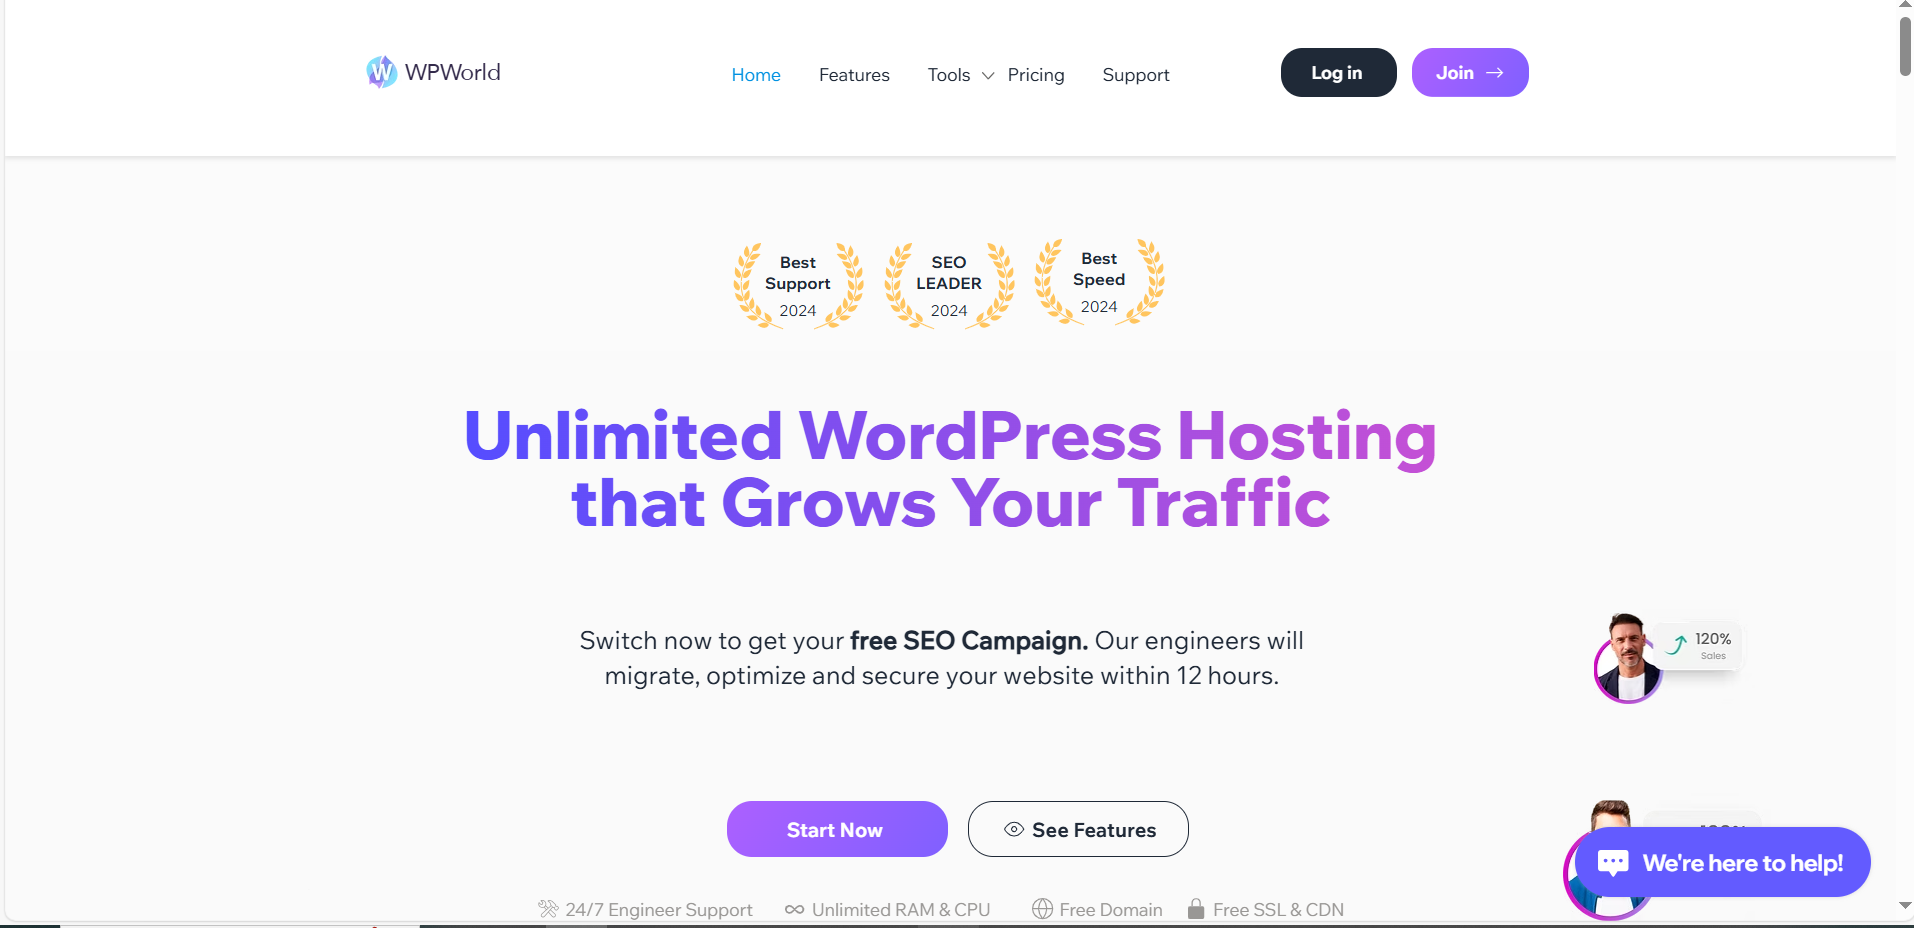 WPWorld
Home Features Tools Pricing Support
Log in
Join →
Best
Support
2024
SEO
LEADER
2024
Best
Speed
2024
Unlimited WordPress Hosting
that Grows Your Traffic
Switch now to get your free SEO Campaign. Our engineers will
migrate, optimize and secure your website within 12 hours.
120%
Sales
Start Now
See Features
We're here to help!
24/7 Engineer Support
Unlimited RAM & CPU
Free Domain
Free SSL & CDN